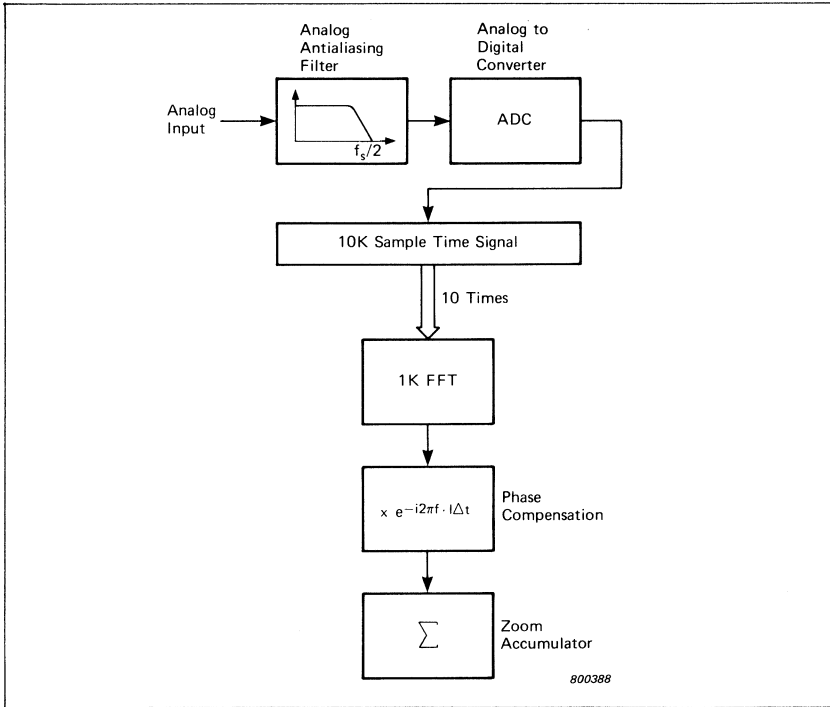 Analog
Antialiasing
Filter
Analog to
Digital
Converter
Analog
Input
fs/2
ADC
10K Sample Time Signal
10 Times
1K FFT
x e−i2πf · lΔt
Phase
Compensation
Σ
Zoom
Accumulator
800388